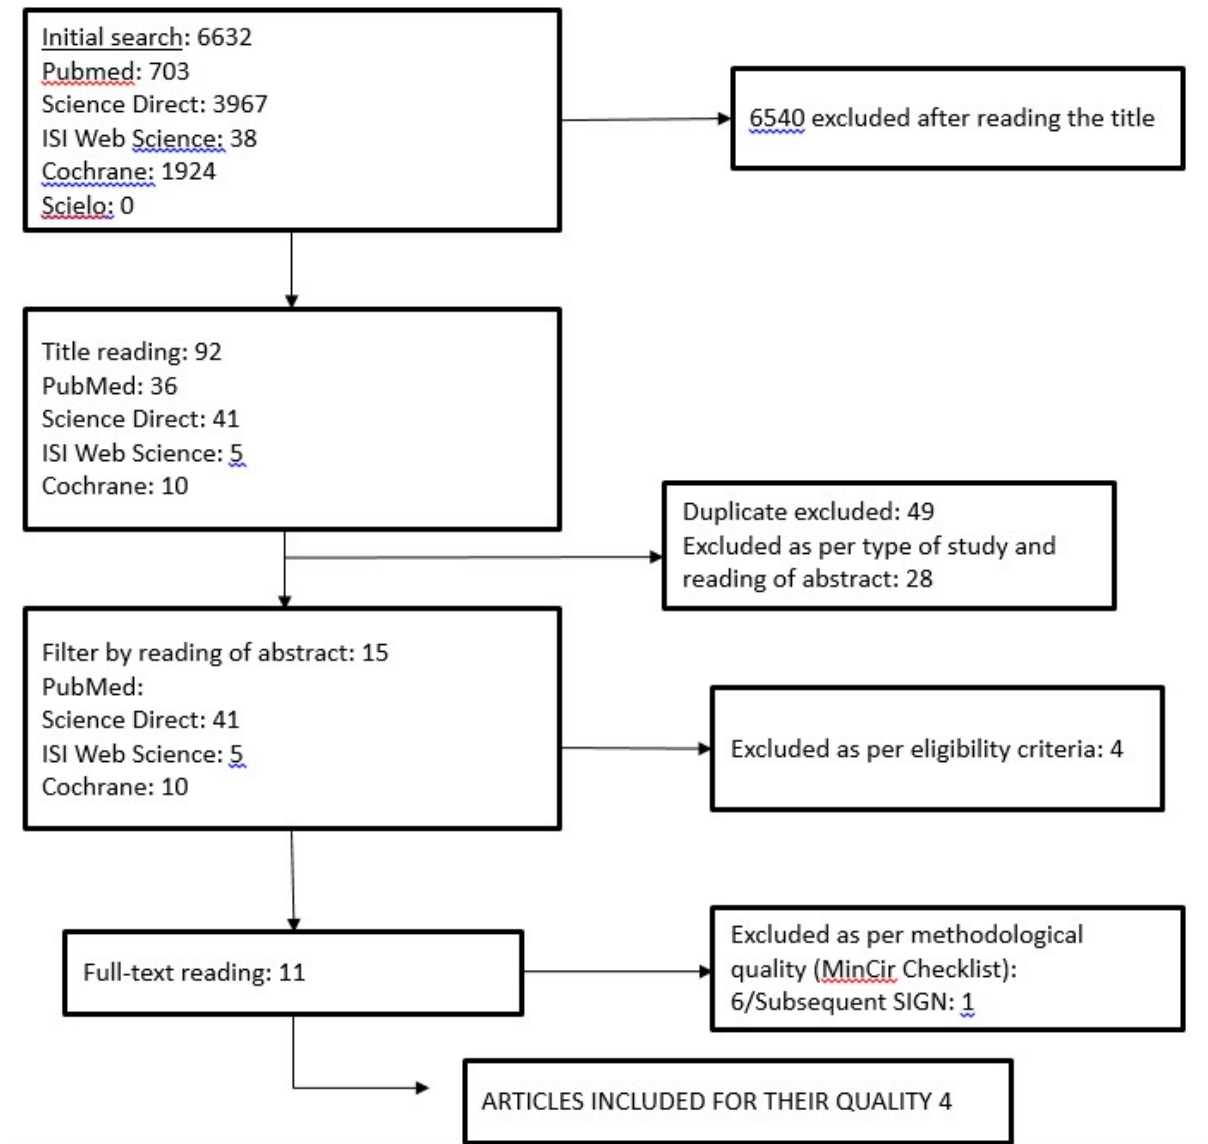 Initial search: 6632
Pubmed: 703
Science Direct: 3967
ISI Web Science: 38
Cochrane: 1924
Scielo: 0
6540 excluded after reading the title
Title reading: 92
PubMed: 36
Science Direct: 41
ISI Web Science: 5
Cochrane: 10
Duplicate excluded: 49
Excluded as per type of study and
reading of abstract: 28
Filter by reading of abstract: 15
PubMed:
Science Direct: 41
ISI Web Science: 5
Cochrane: 10
Excluded as per eligibility criteria: 4
Full-text reading: 11
Excluded as per methodological
quality (MinCir Checklist):
6/Subsequent SIGN: 1
ARTICLES INCLUDED FOR THEIR QUALITY 4